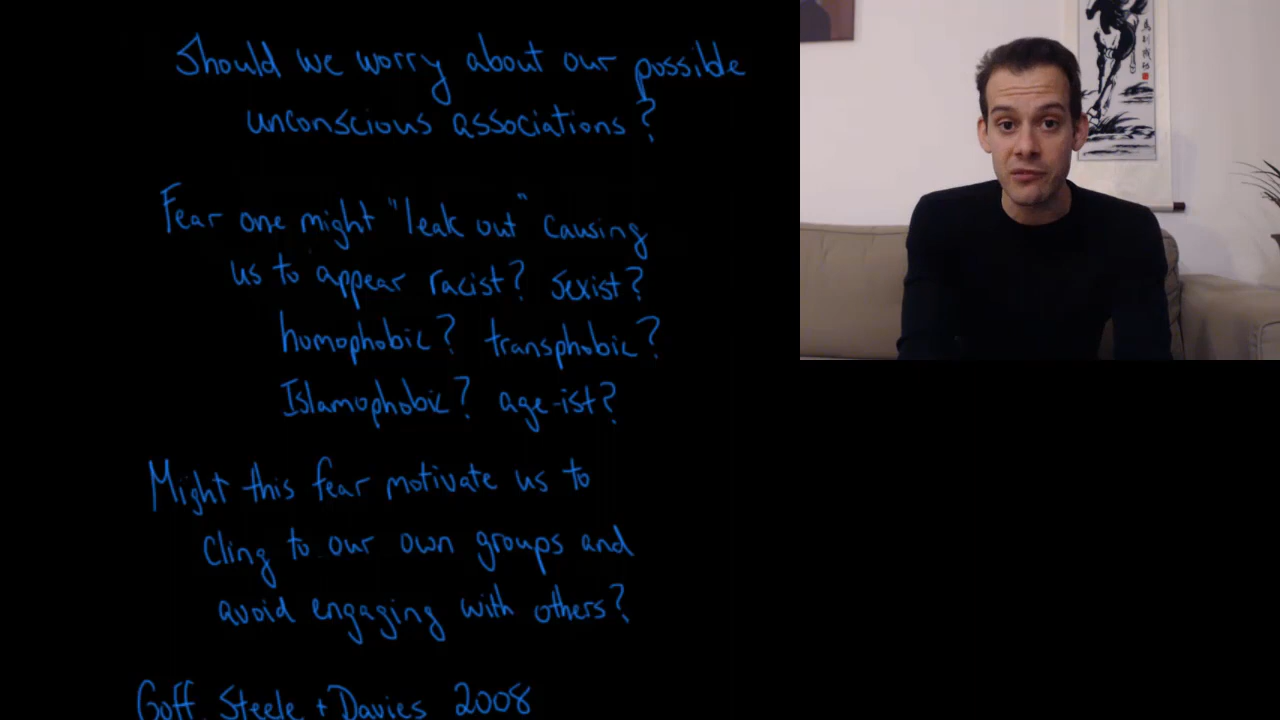 Should we worry about our possible
unconscious associations?
Fear one might "leak out" causing
us to appear racist? sexist?
homophobic? transphobic?
Islamophobic? age-ist?
Might this fear motivate us to
cling to our own groups and
avoid engaging with others?
Goff, Steele + Davies 2008